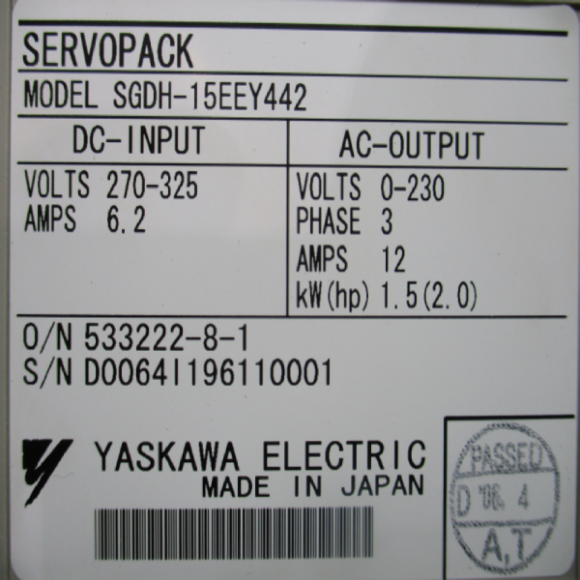 SERVOPACK
MODEL SGDH-15EEY442
DC-INPUT
VOLTS 270-325
AMPS 6.2
AC-OUTPUT
VOLTS 0-230
PHASE 3
AMPS 12
kW(hp) 1.5(2.0)
O/N 533222-8-1
S/N D0064I196110001
YASKAWA ELECTRIC
MADE IN JAPAN
PASSED
D '06. 4
A,T